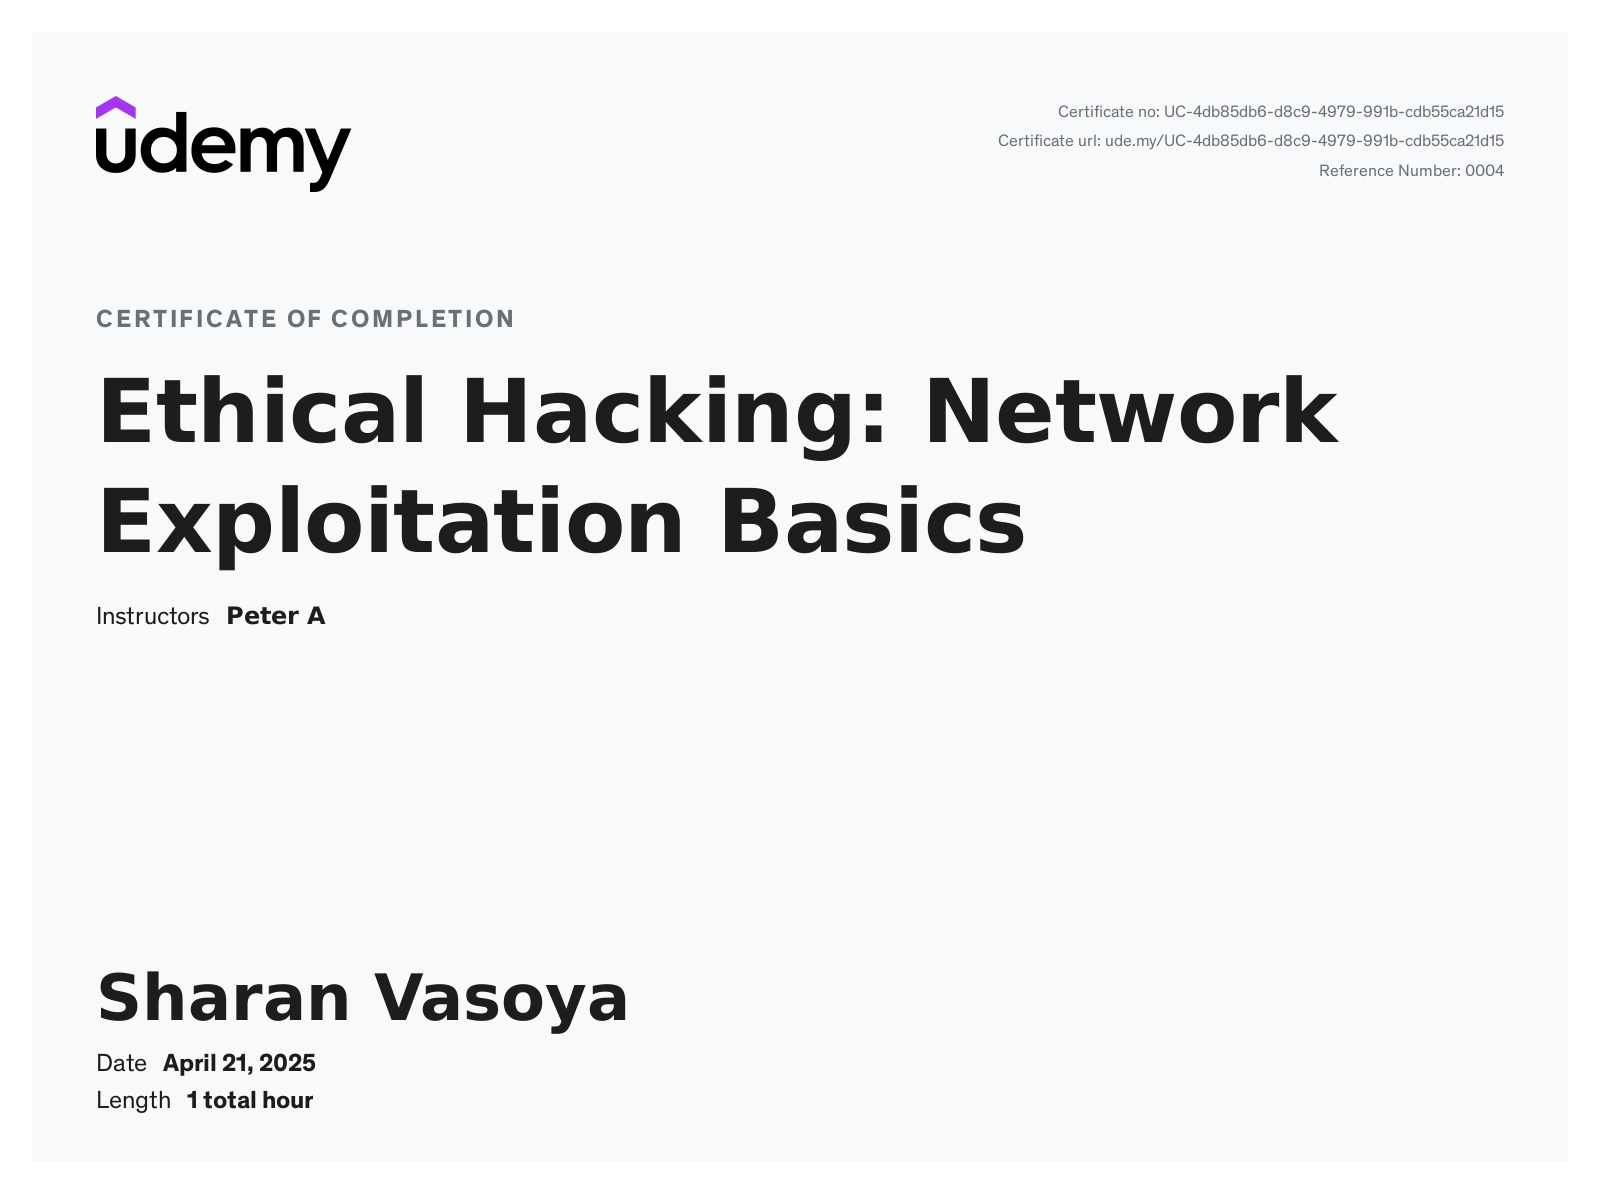 udemy
Certificate no: UC-4db85db6-d8c9-4979-991b-cdb55ca21d15
Certificate url: ude.my/UC-4db85db6-d8c9-4979-991b-cdb55ca21d15
Reference Number: 0004
CERTIFICATE OF COMPLETION
Ethical Hacking: Network
Exploitation Basics
Instructors Peter A
Sharan Vasoya
Date April 21, 2025
Length 1 total hour